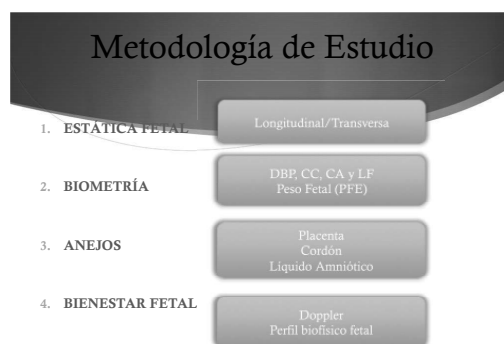 Metodología de Estudio
1. ESTÁTICA FETAL
Longitudinal/Transversa
2. BIOMETRÍA
DBP, CC, CA y LF
Peso Fetal (PFE)
3. ANEJOS
Placenta
Cordón
Líquido Amniótico
4. BIENESTAR FETAL
Doppler
Perfil biofísico fetal